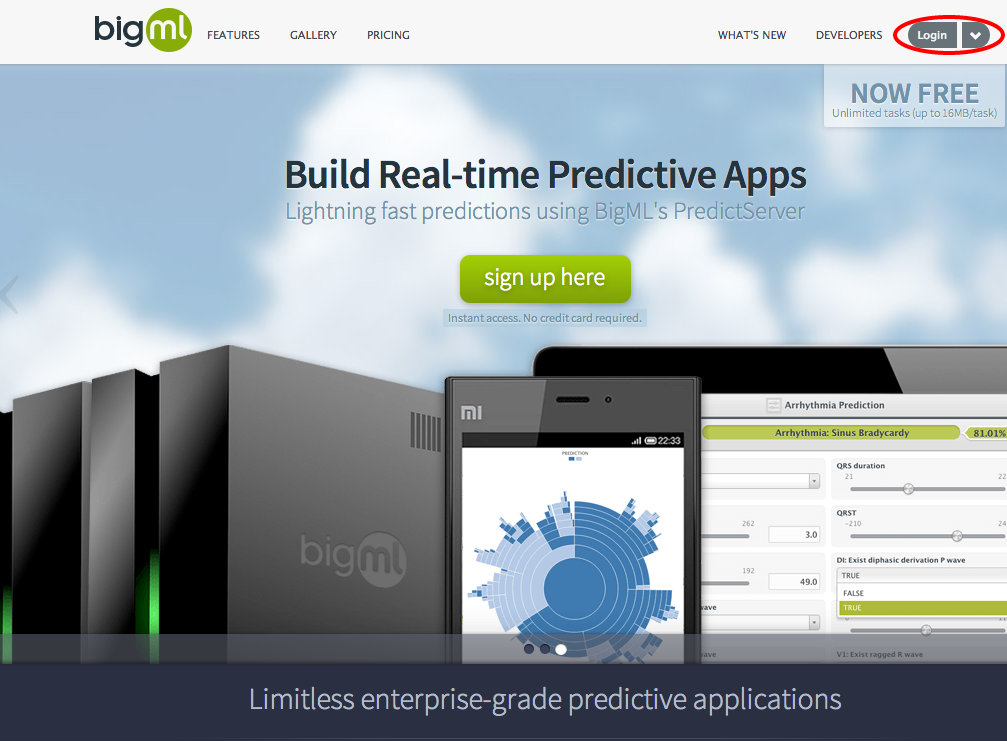 bigml
FEATURES
GALLERY
PRICING
WHAT'S NEW
DEVELOPERS
Login
NOW FREE
Unlimited tasks (up to 16MB/task)
Build Real-time Predictive Apps
Lightning fast predictions using BigML's PredictServer
sign up here
Instant access. No credit card required.
mi
22:33
PREDICTION
bigml
Arrhythmia Prediction
Arrhythmia: Sinus Bradycardy
81.01%
QRS duration
21
22
262
3.0
QRST
-210
24
192
49.0
DI: Exist diphasic derivation P wave
TRUE
FALSE
TRUE
wave
0
11
wave
V1: Exist ragged R wave
Limitless enterprise-grade predictive applications